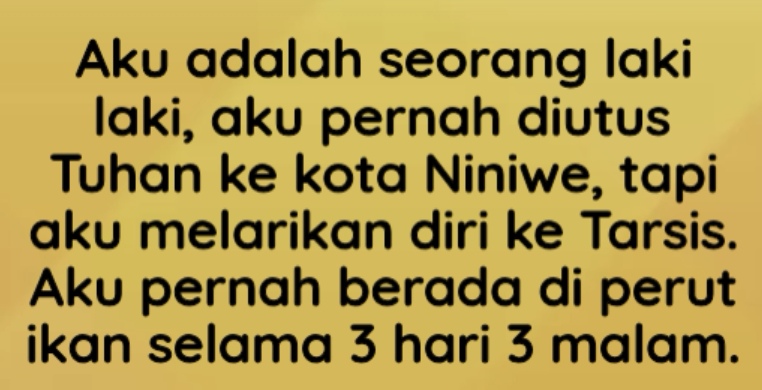 Aku adalah seorang laki
laki, aku pernah diutus
Tuhan ke kota Niniwe, tapi
aku melarikan diri ke Tarsis.
Aku pernah berada di perut
ikan selama 3 hari 3 malam.